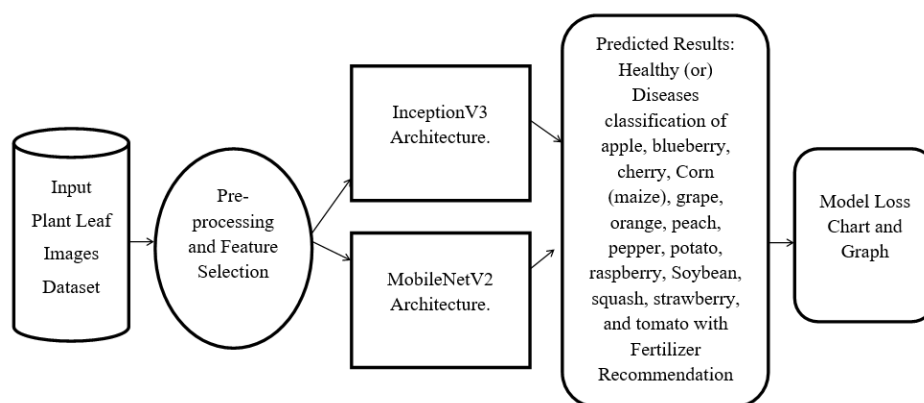 Input
Plant Leaf
Images
Dataset
Pre-
processing
and Feature
Selection
InceptionV3
Architecture.
MobileNetV2
Architecture.
Predicted Results:
Healthy (or)
Diseases
classification of
apple, blueberry,
cherry, Corn
(maize), grape,
orange, peach,
pepper, potato,
raspberry, Soybean,
squash, strawberry,
and tomato with
Fertilizer
Recommendation
Model Loss
Chart and
Graph